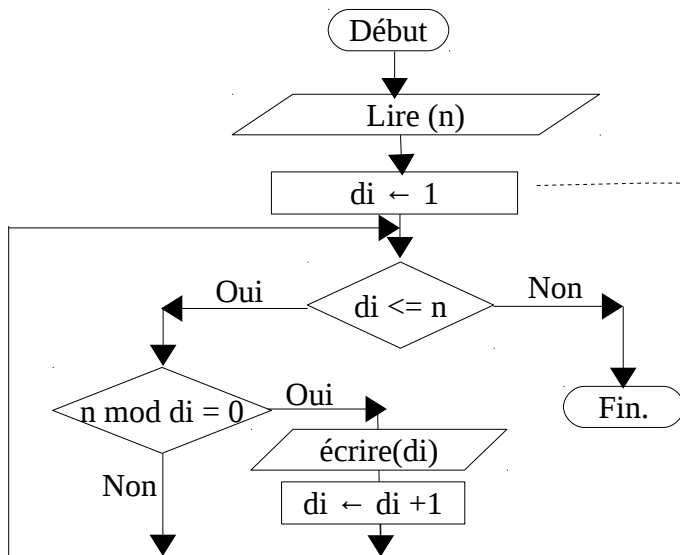 Début
Lire (n)
di ← 1
Oui
di <= n
Non
n mod di = 0
Oui
Fin.
écrire(di)
Non
di ← di +1